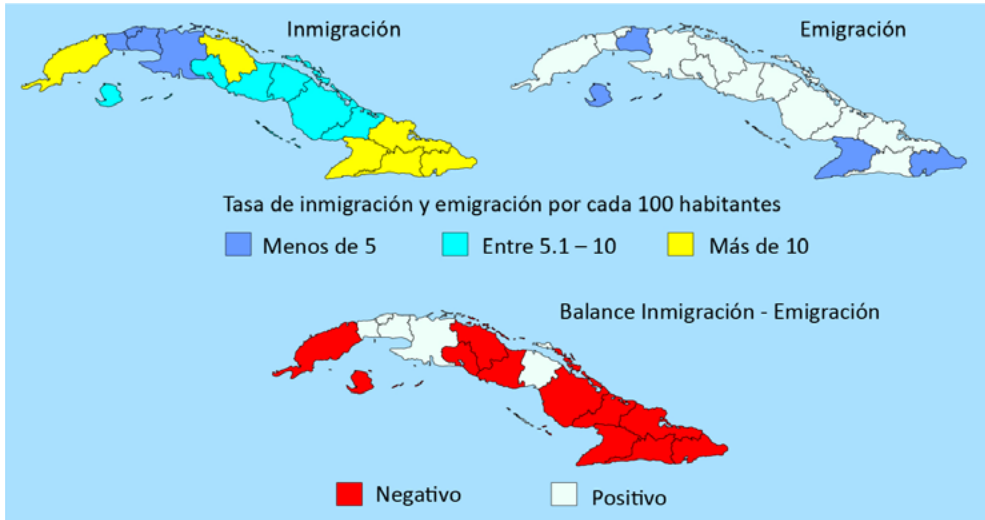 Inmigración
Emigración
Tasa de inmigración y emigración por cada 100 habitantes
Menos de 5
Entre 5.1 – 10
Más de 10
Balance Inmigración - Emigración
Negativo
Positivo